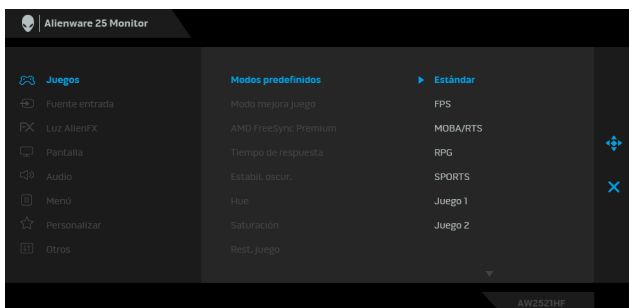 Alienware 25 Monitor
Juegos
Fuente entrada
FX Luz AlienFX
Pantalla
Audio
Menú
Personalizar
Otros
Modos predefinidos
Modo mejora juego
AMD FreeSync Premium
Tiempo de respuesta
Estabil. oscur.
Hue
Saturación
Rest. juego
Estándar
FPS
MOBA/RTS
RPG
SPORTS
Juego 1
Juego 2
AW2521HF